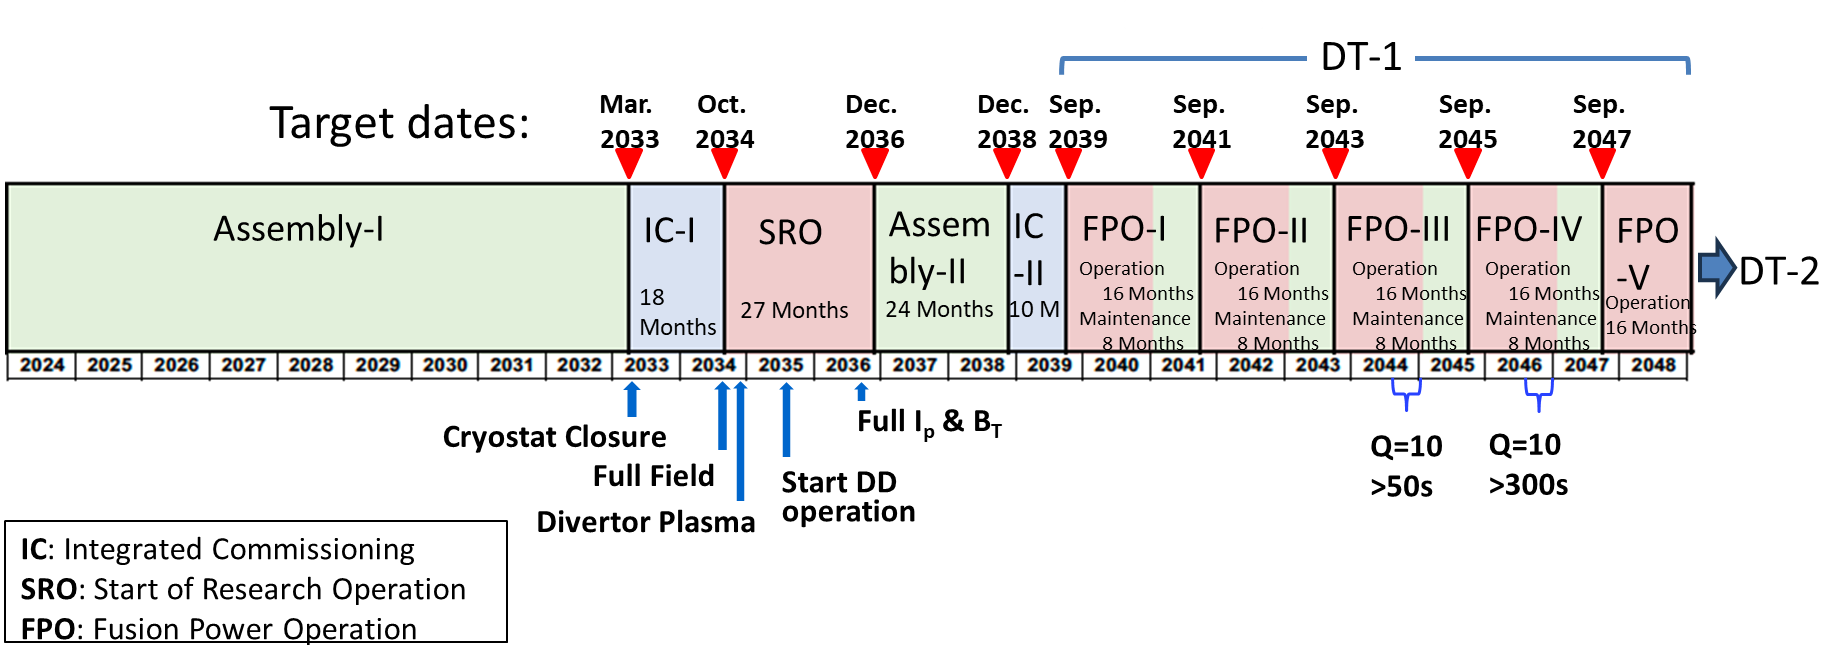 DT-1
Target dates:
Mar. 2033
Oct. 2034
Dec. 2036
Dec. 2038
Sep. 2039
Sep. 2041
Sep. 2043
Sep. 2045
Sep. 2047
Assembly-I
IC-I
18
Months
SRO
27 Months
Assem
bly-II
24 Months
IC
-II
10 M
FPO-I
Operation
16 Months
Maintenance
8 Months
FPO-II
Operation
16 Months
Maintenance
8 Months
FPO-III
Operation
16 Months
Maintenance
8 Months
FPO-IV
Operation
16 Months
Maintenance
8 Months
FPO
-V
Operation
16 Months
DT-2
2024 2025 2026 2027 2028 2029 2030 2031 2032 2033 2034 2035 2036 2037 2038 2039 2040 2041 2042 2043 2044 2045 2046 2047 2048
Cryostat Closure
Full Field
Divertor Plasma
Start DD
operation
Full Ip & BT
Q=10
>50s
Q=10
>300s
IC: Integrated Commissioning
SRO: Start of Research Operation
FPO: Fusion Power Operation